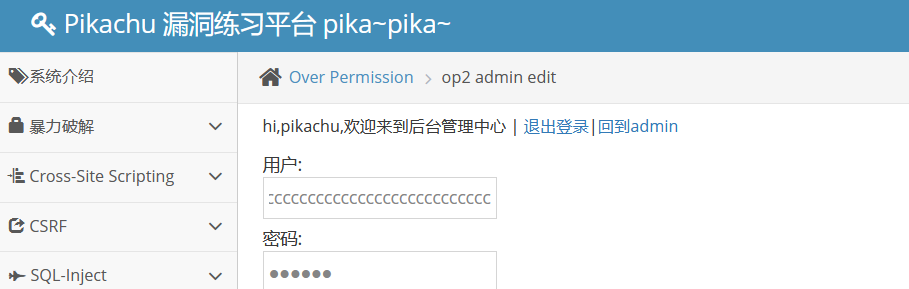 Pikachu 漏洞练习平台 pika~pika~
系统介绍
暴力破解
Cross-Site Scripting
CSRF
SQL-Inject
Over Permission > op2 admin edit
hi,pikachu,欢迎来到后台管理中心 | 退出登录|回到admin
用户:
ccccccccccccccccccccccccccc
密码:
●●●●●●